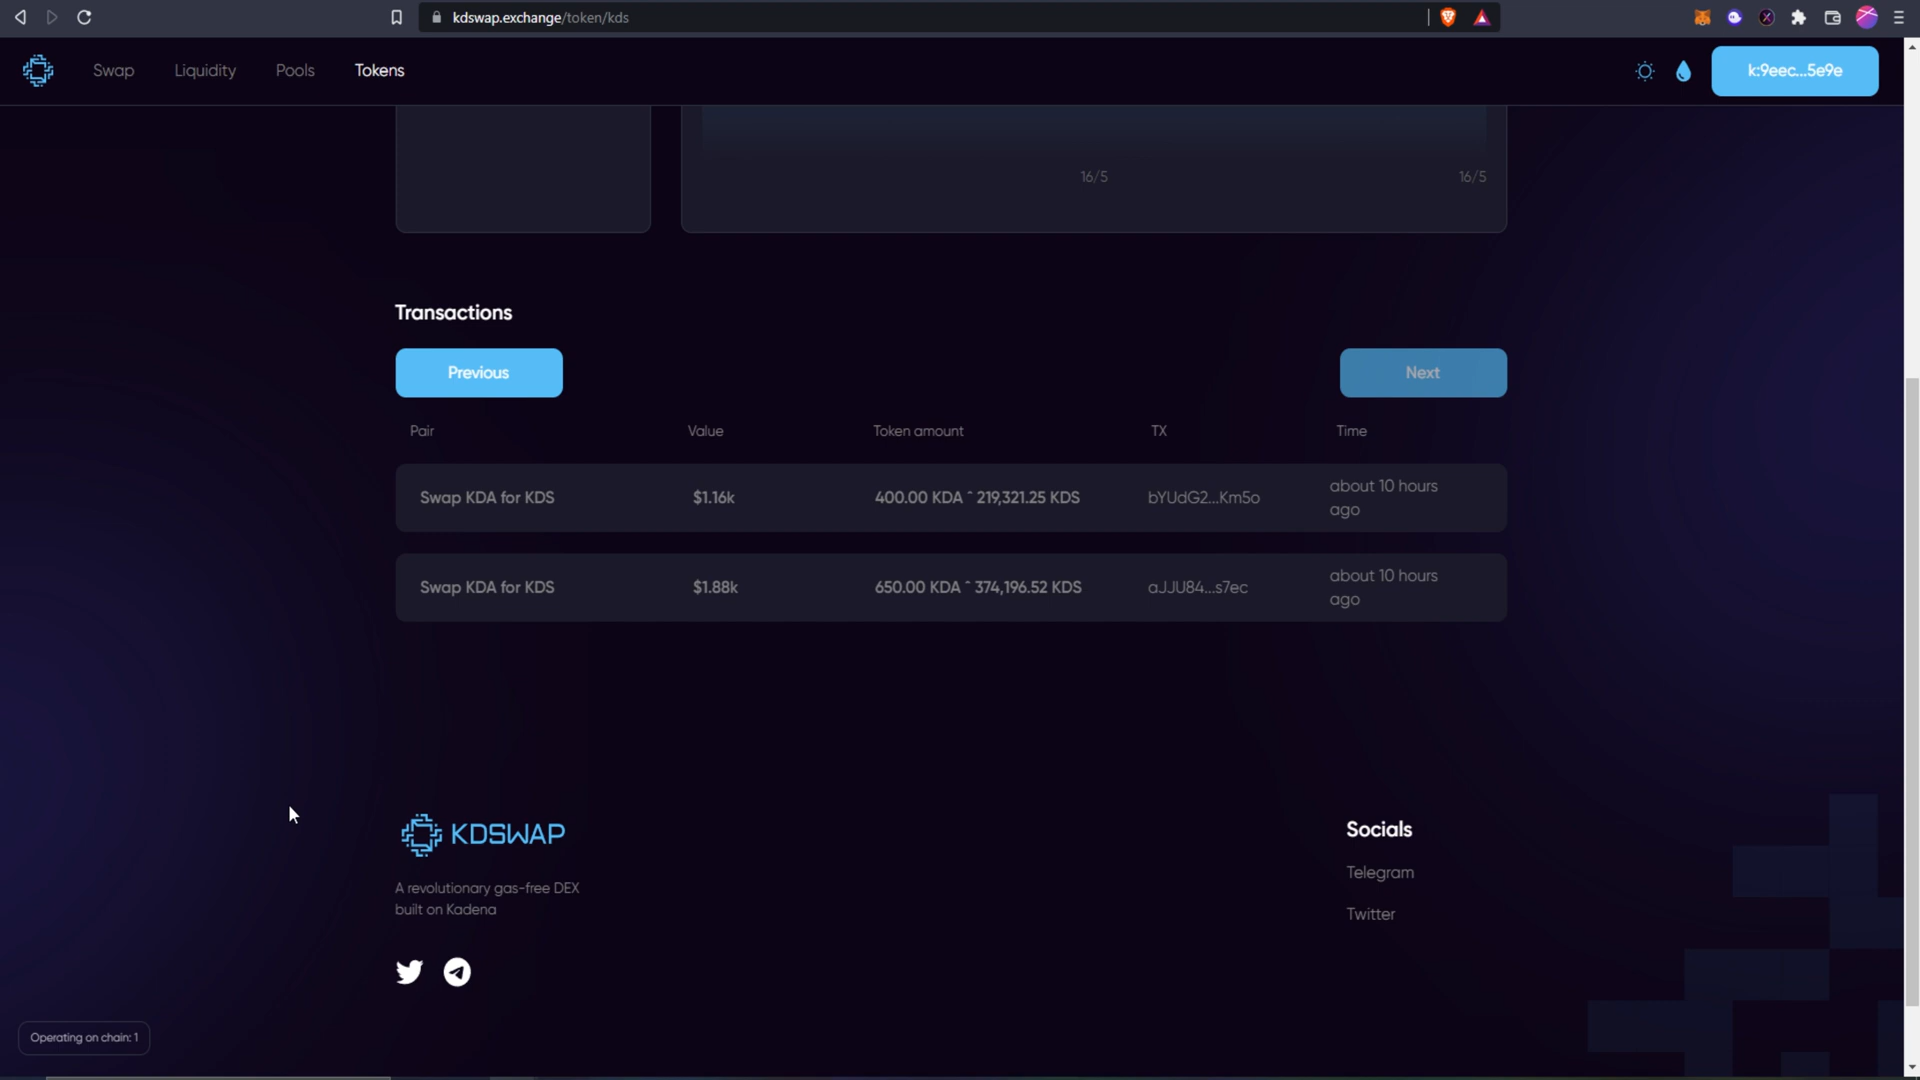 kdswap.exchange/token/kds
Swap Liquidity Pools Tokens k:9eec...5e9e
16/5 16/5
Transactions
Previous Next
Pair Value Token amount TX Time
Swap KDA for KDS $1.16k 400.00 KDA ˆ 219,321.25 KDS bYUdG2...Km5o about 10 hours
ago
Swap KDA for KDS $1.88k 650.00 KDA ˆ 374,196.52 KDS aJJU84...s7ec about 10 hours
ago
KDSWAP
A revolutionary gas-free DEX
built on Kadena
Socials
Telegram
Twitter
Operating on chain: 1